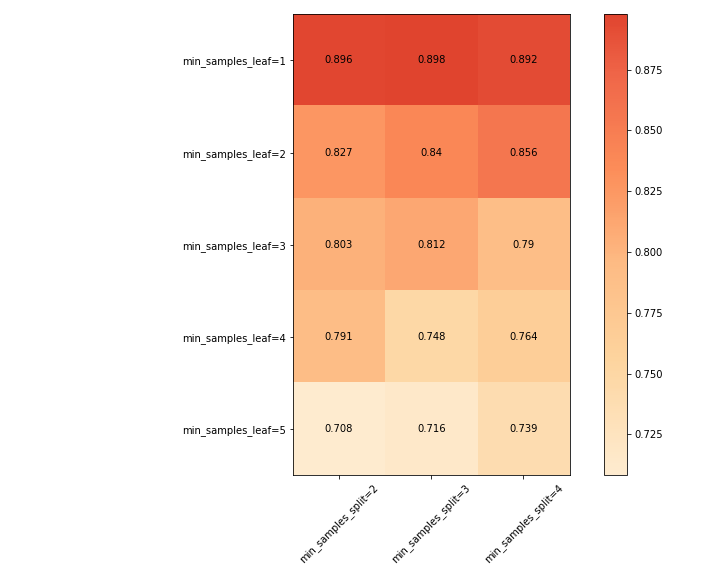 min_samples_leaf=1 0.896 0.898 0.892
min_samples_leaf=2 0.827 0.84 0.856
min_samples_leaf=3 0.803 0.812 0.79
min_samples_leaf=4 0.791 0.748 0.764
min_samples_leaf=5 0.708 0.716 0.739
min_samples_split=2 min_samples_split=3 min_samples_split=4
0.875
0.850
0.825
0.800
0.775
0.750
0.725